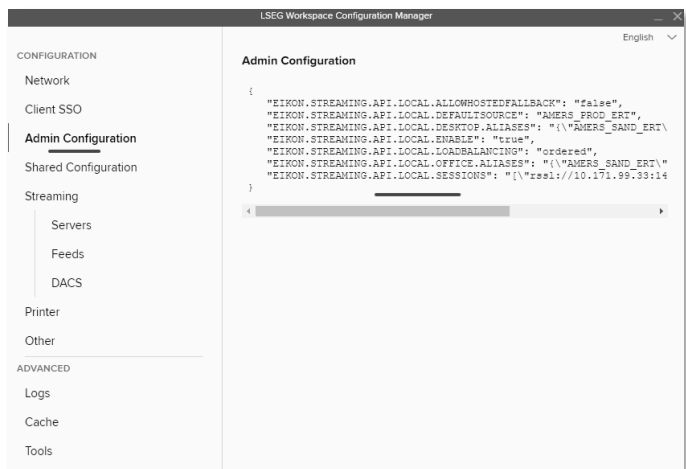 LSEG Workspace Configuration Manager
English
CONFIGURATION
Network
Client SSO
Admin Configuration
Shared Configuration
Streaming
Servers
Feeds
DACS
Printer
Other
ADVANCED
Logs
Cache
Tools
Admin Configuration
{
"EIKON.STREAMING.API.LOCAL.ALLOWHOSTEDFALLBACK": "false",
"EIKON.STREAMING.API.LOCAL.DEFAULTSOURCE": "AMERS_PROD_ERT",
"EIKON.STREAMING.API.LOCAL.DESKTOP.ALIASES": "{\"AMERS_SAND_ERT\
"EIKON.STREAMING.API.LOCAL.ENABLE": "true",
"EIKON.STREAMING.API.LOCAL.LOADBALANCING": "ordered",
"EIKON.STREAMING.API.LOCAL.OFFICE.ALIASES": "{\"AMERS_SAND_ERT\"
"EIKON.STREAMING.API.LOCAL.SESSIONS": "[\"rssl://10.171.99.33:14
}